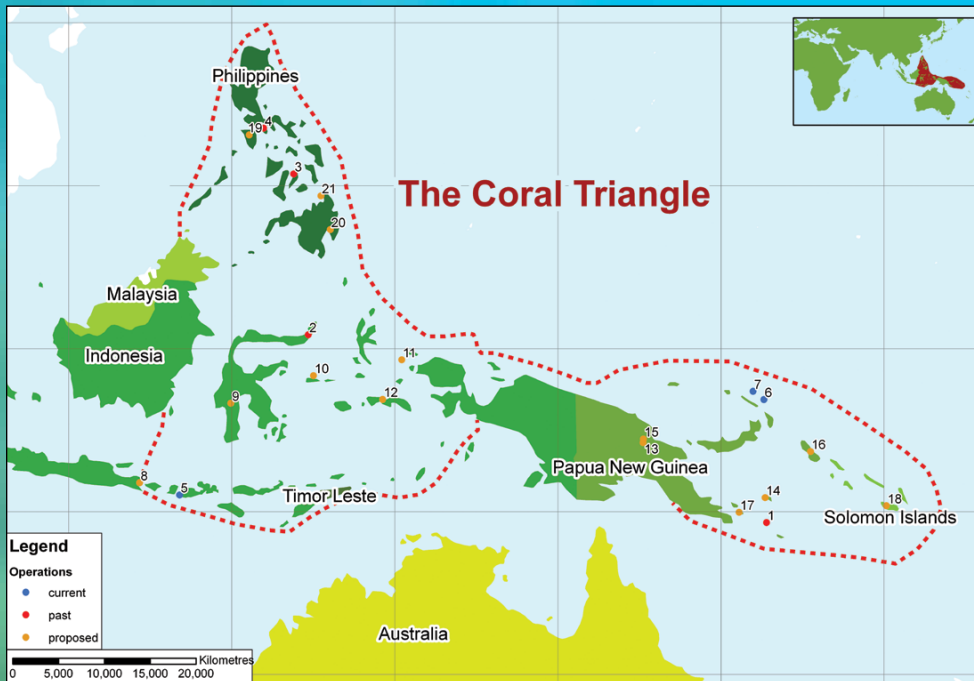 Philippines
4
19
3
The Coral Triangle
21
20
Malaysia
2
Indonesia
11
10
7
12
6
9
15
13
16
Papua New Guinea
8
5
Timor Leste
14
18
17
1
Solomon Islands
Legend
Operations
current
past
proposed
Australia
Kilometres
0 5,000 10,000 15,000 20,000